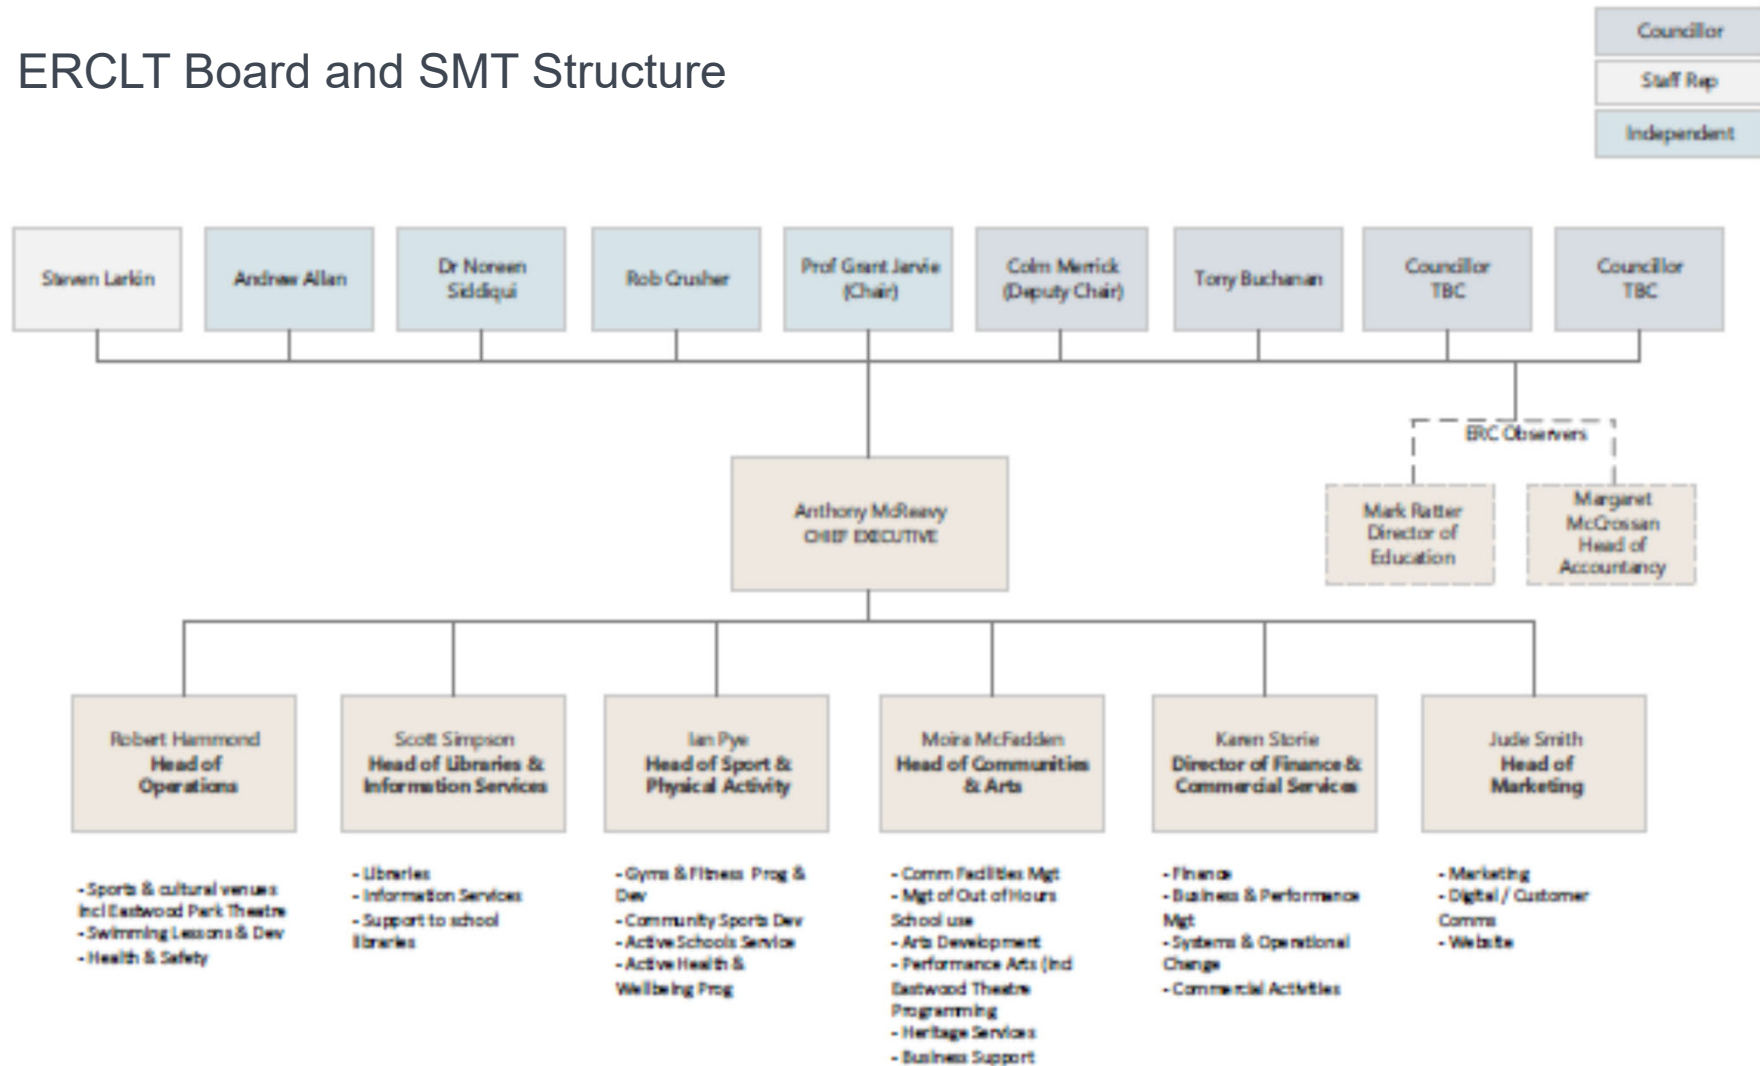 ERCLT Board and SMT Structure
Councillor
Staff Rep
Independent
Steven Larkin
Andrew Allan
Dr Noreen
Siddiqui
Rob Crusher
Prof Grant Jarvie
(Chair)
Colm Merrick
(Deputy Chair)
Tony Buchanan
Councillor
TBC
Councillor
TBC
ERC Observers
Anthony McReavy
CHIEF EXECUTIVE
Mark Ratter
Director of
Education
Margaret
McCrossan
Head of
Accountancy
Robert Hammond
Head of
Operations
Scott Simpson
Head of Libraries &
Information Services
Ian Pye
Head of Sport &
Physical Activity
Moira McFadden
Head of Communities
& Arts
Karen Storie
Director of Finance &
Commercial Services
Jude Smith
Head of
Marketing
- Sports & cultural venues
incl Eastwood Park Theatre
- Swimming Lessons & Dev
- Health & Safety
- Libraries
- Information Services
- Support to school
libraries
- Gyms & Fitness Prog &
Dev
- Community Sports Dev
- Active Schools Service
- Active Health &
Wellbeing Prog
- Comm Facilities Mgt
- Mgt of Out of Hours
School use
- Arts Development
- Performance Arts (incl
Eastwood Theatre
Programming
- Heritage Services
- Business Support
- Finance
- Business & Performance
Mgt
- Systems & Operational
Change
- Commercial Activities
- Marketing
- Digital / Customer
Comms
- Website